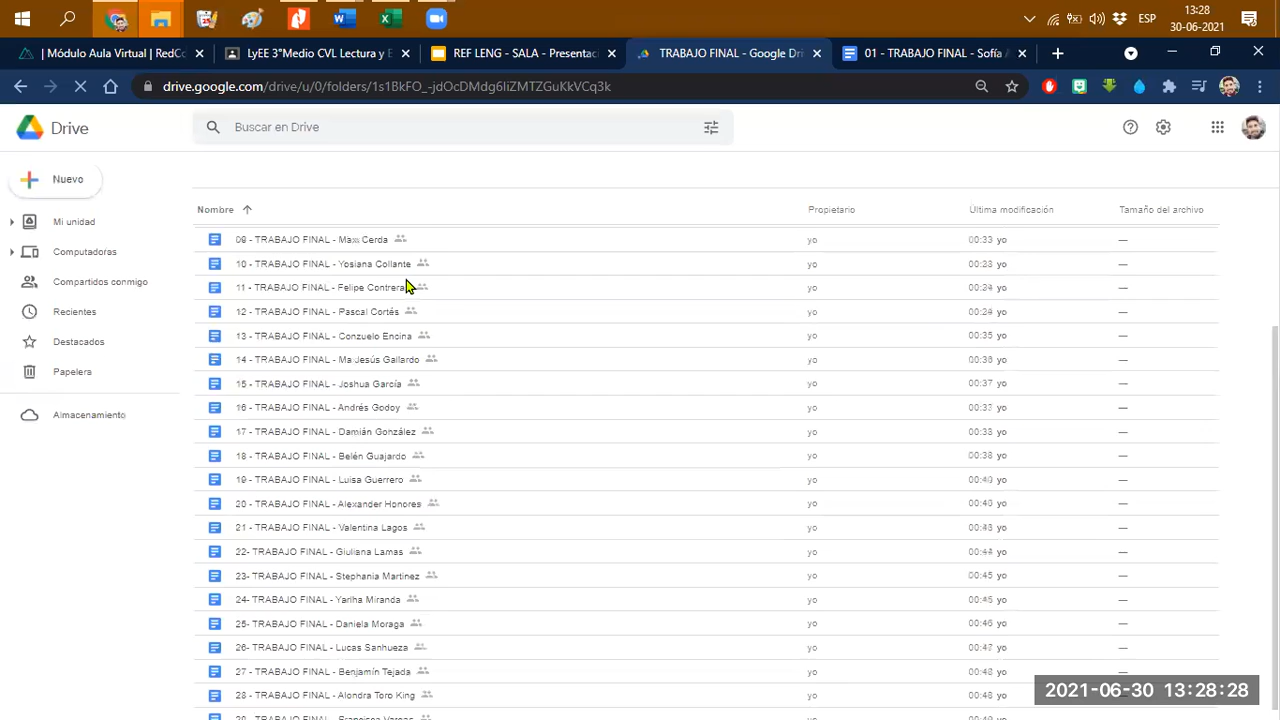 13:28
ESP
30-06-2021
| Módulo Aula Virtual | RedCo
LyEE 3°Medio CVL Lectura y E
REF LENG - SALA - Presentac
TRABAJO FINAL - Google Dri
01 - TRABAJO FINAL - Sofía A
drive.google.com/drive/u/0/folders/1s1BkFO_-jdOcDMdg6liZMTZGuKkVCq3k
Drive
Buscar en Drive
Nuevo
Mi unidad
Computadoras
Compartidos conmigo
Recientes
Destacados
Papelera
Almacenamiento
Nombre
Propietario
Última modificación
Tamaño del archivo
09 - TRABAJO FINAL - Maxi Cerda yo 00:33 yo —
10 - TRABAJO FINAL - Yosiana Collante yo 00:23 yo —
11 - TRABAJO FINAL - Felipe Contrera yo 00:24 yo —
12 - TRABAJO FINAL - Pascal Cortés yo 00:24 yo —
13 - TRABAJO FINAL - Conzuelo Encina yo 00:35 yo —
14 - TRABAJO FINAL - Ma Jesús Gallardo yo 00:36 yo —
15 - TRABAJO FINAL - Joshua García yo 00:37 yo —
16 - TRABAJO FINAL - Andrés Godoy yo 00:37 yo —
17 - TRABAJO FINAL - Damián González yo 00:38 yo —
18 - TRABAJO FINAL - Belén Guajardo yo 00:38 yo —
19 - TRABAJO FINAL - Luisa Guerrero yo 00:40 yo —
20 - TRABAJO FINAL - Alexander Honores yo 00:40 yo —
21 - TRABAJO FINAL - Valentina Lagos yo 00:43 yo —
22- TRABAJO FINAL - Giuliana Lamas yo 00:44 yo —
23- TRABAJO FINAL - Stephania Martinez yo 00:45 yo —
24- TRABAJO FINAL - Yariha Miranda yo 00:45 yo —
25- TRABAJO FINAL - Daniela Moraga yo 00:46 yo —
26- TRABAJO FINAL - Lucas Sanhueza yo 00:47 yo —
27 - TRABAJO FINAL - Benjamín Tejada yo 00:48 yo —
28 - TRABAJO FINAL - Alondra Toro King yo 00:48 yo
2021-06-30 13:28:28